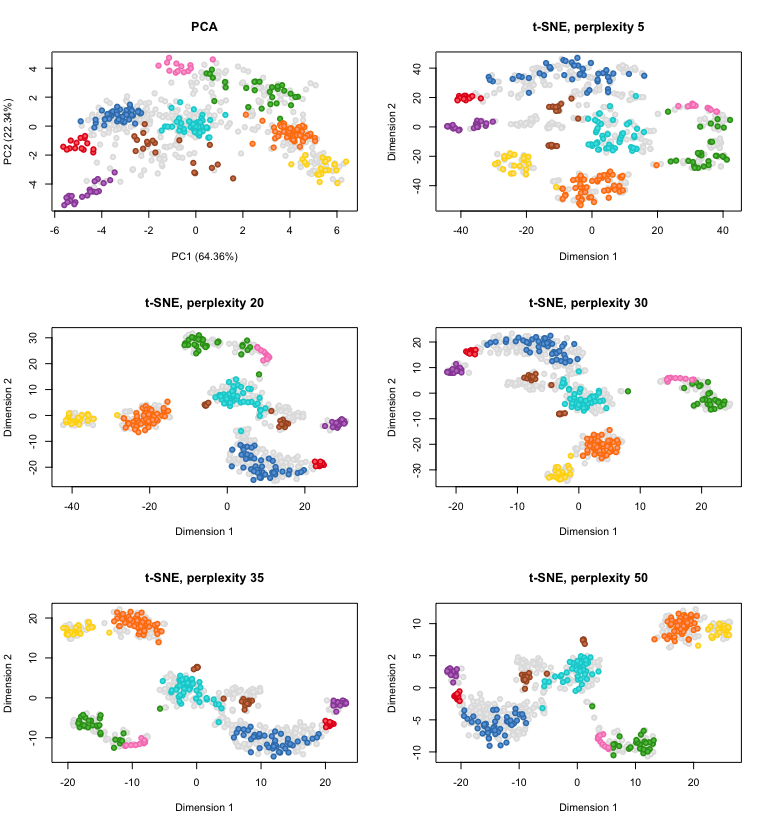 PCA
4
2
0
-2
-4
PC2 (22.34%)
-6 -4 -2 0 2 4 6
PC1 (64.36%)
t-SNE, perplexity 5
40
20
0
-20
-40
Dimension 2
-40 -20 0 20 40
Dimension 1
t-SNE, perplexity 20
30
20
10
0
-10
-20
Dimension 2
-40 -20 0 20
Dimension 1
t-SNE, perplexity 30
20
10
0
-10
-20
-30
Dimension 2
-20 -10 0 10 20
Dimension 1
t-SNE, perplexity 35
20
10
0
-10
Dimension 2
-20 -10 0 10 20
Dimension 1
t-SNE, perplexity 50
10
5
0
-5
-10
Dimension 2
-20 -10 0 10 20
Dimension 1